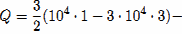 Q = \frac{3}{2}(10^4 \cdot 1 - 3 \cdot 10^4 \cdot 3) -